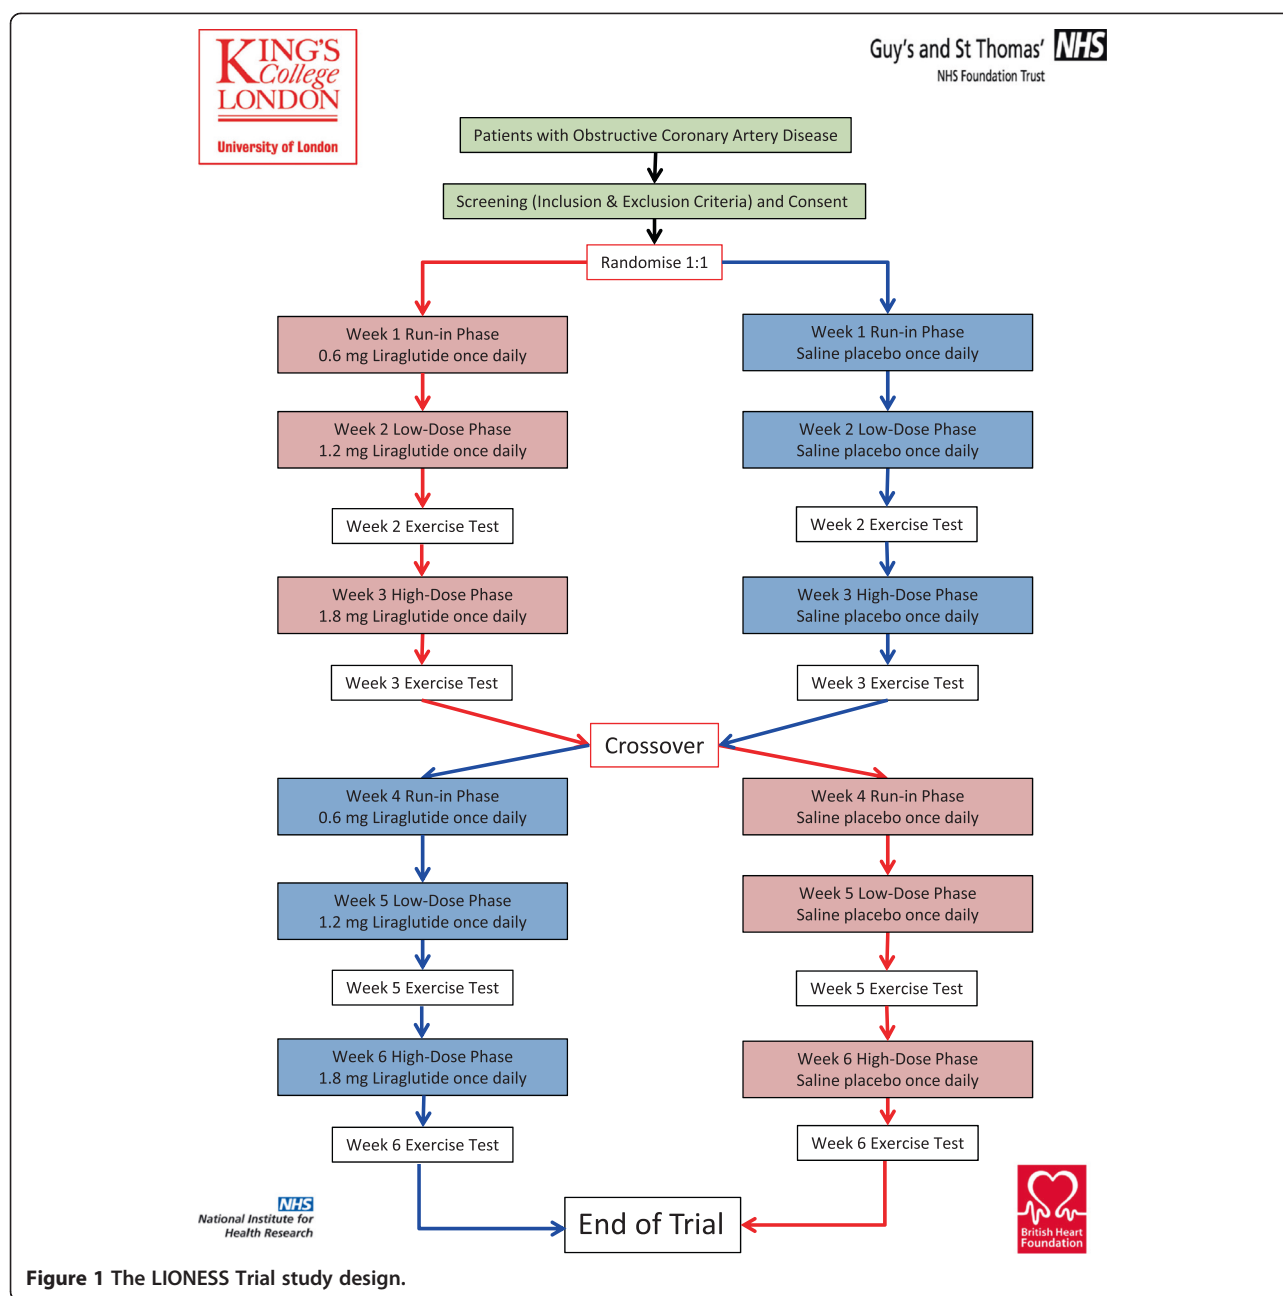 KING'S
College
LONDON
University of London
Guy's and St Thomas' NHS
NHS Foundation Trust
Patients with Obstructive Coronary Artery Disease
Screening (Inclusion & Exclusion Criteria) and Consent
Randomise 1:1
Week 1 Run-in Phase
0.6 mg Liraglutide once daily
Week 1 Run-in Phase
Saline placebo once daily
Week 2 Low-Dose Phase
1.2 mg Liraglutide once daily
Week 2 Low-Dose Phase
Saline placebo once daily
Week 2 Exercise Test
Week 2 Exercise Test
Week 3 High-Dose Phase
1.8 mg Liraglutide once daily
Week 3 High-Dose Phase
Saline placebo once daily
Week 3 Exercise Test
Week 3 Exercise Test
Crossover
Week 4 Run-in Phase
0.6 mg Liraglutide once daily
Week 4 Run-in Phase
Saline placebo once daily
Week 5 Low-Dose Phase
1.2 mg Liraglutide once daily
Week 5 Low-Dose Phase
Saline placebo once daily
Week 5 Exercise Test
Week 5 Exercise Test
Week 6 High-Dose Phase
1.8 mg Liraglutide once daily
Week 6 High-Dose Phase
Saline placebo once daily
Week 6 Exercise Test
Week 6 Exercise Test
NHS
National Institute for
Health Research
End of Trial
British Heart
Foundation
Figure 1 The LIONESS Trial study design.